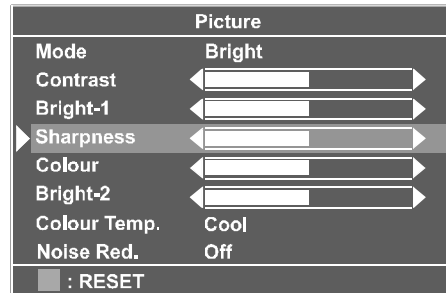 Picture
Mode Bright
Contrast
Bright-1
Sharpness
Colour
Bright-2
Colour Temp. Cool
Noise Red. Off
: RESET